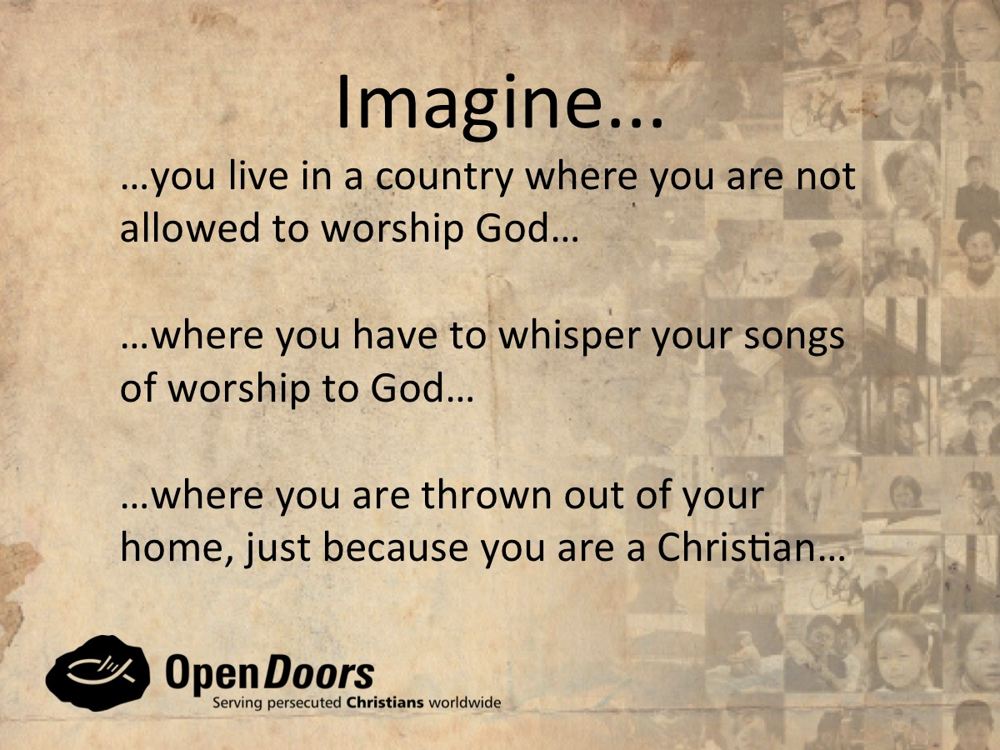 Imagine...
…you live in a country where you are not
allowed to worship God…
…where you have to whisper your songs
of worship to God…
…where you are thrown out of your
home, just because you are a Christian…
Open Doors
Serving persecuted Christians worldwide